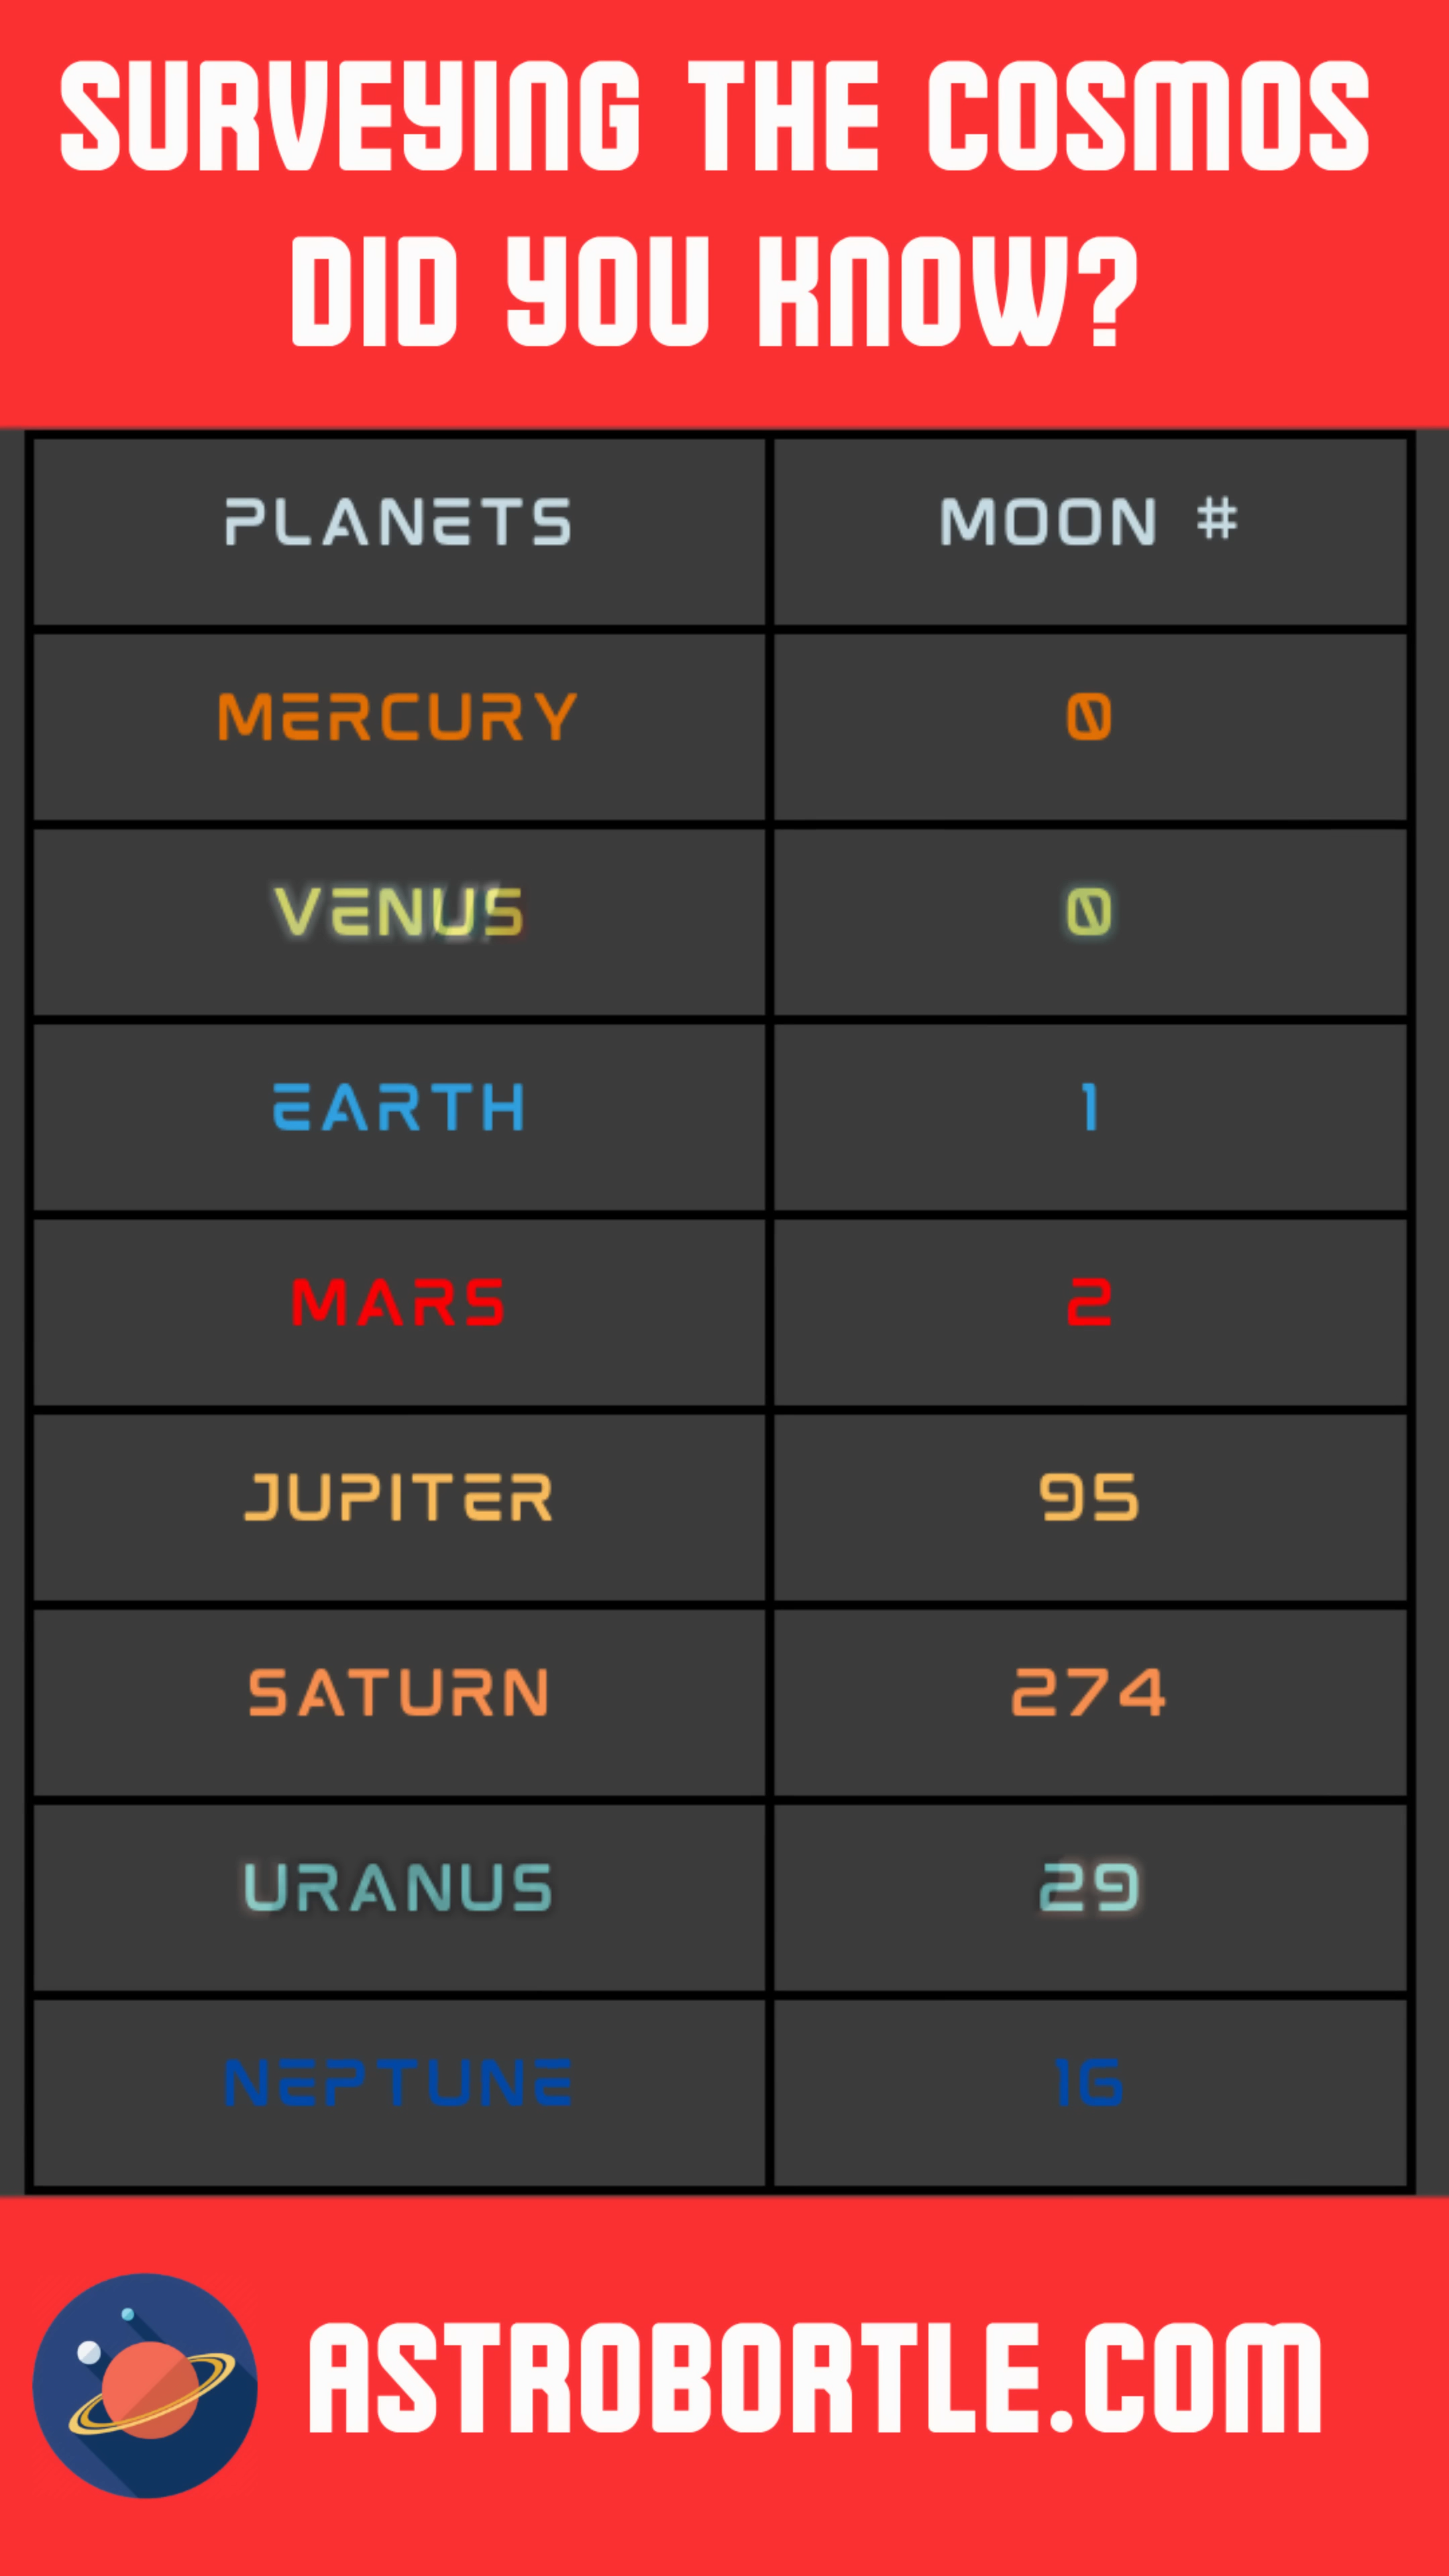 SURVEYING THE COSMOS
DID YOU KNOW?
PLANETS MOON #
MERCURY 0
VENUS 0
EARTH 1
MARS 2
JUPITER 95
SATURN 274
URANUS 29
NEPTUNE 16
ASTROBORTLE.COM